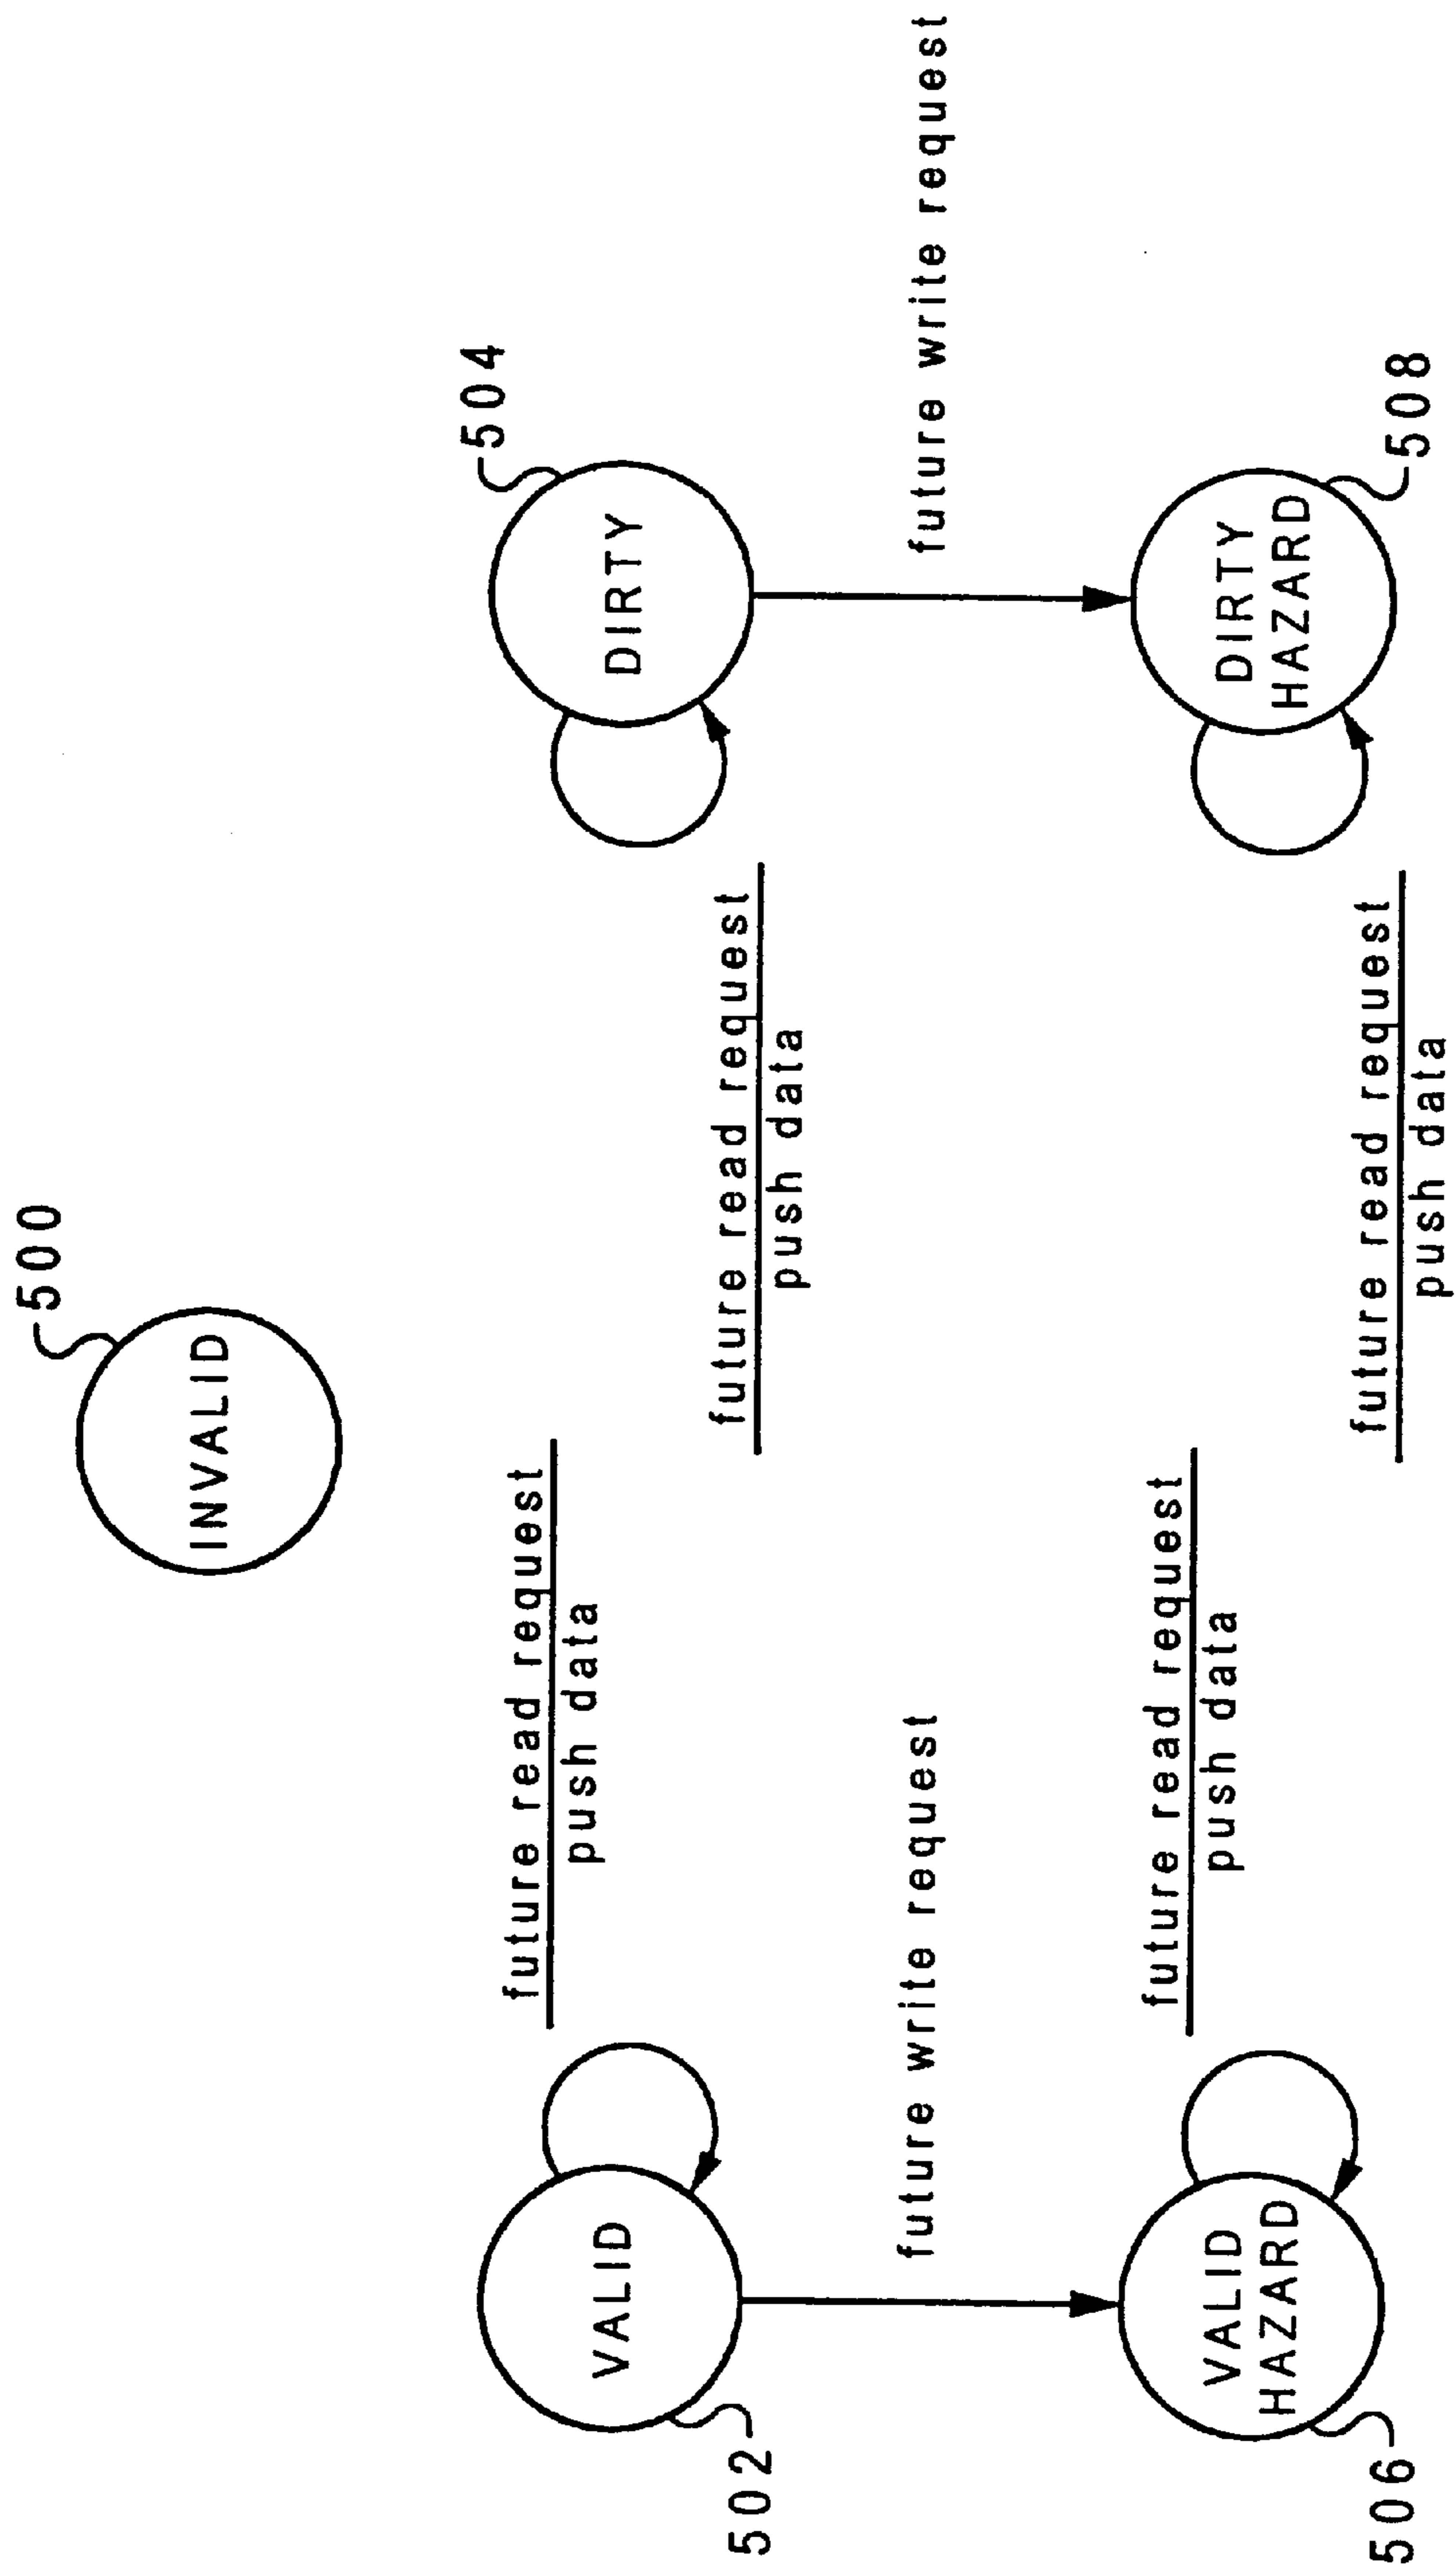 500
INVALID
502
VALID
future read request
push data
504
DIRTY
future read request
push data
future write request
future write request
506
VALID
HAZARD
future read request
push data
508
DIRTY
HAZARD
future read request
push data